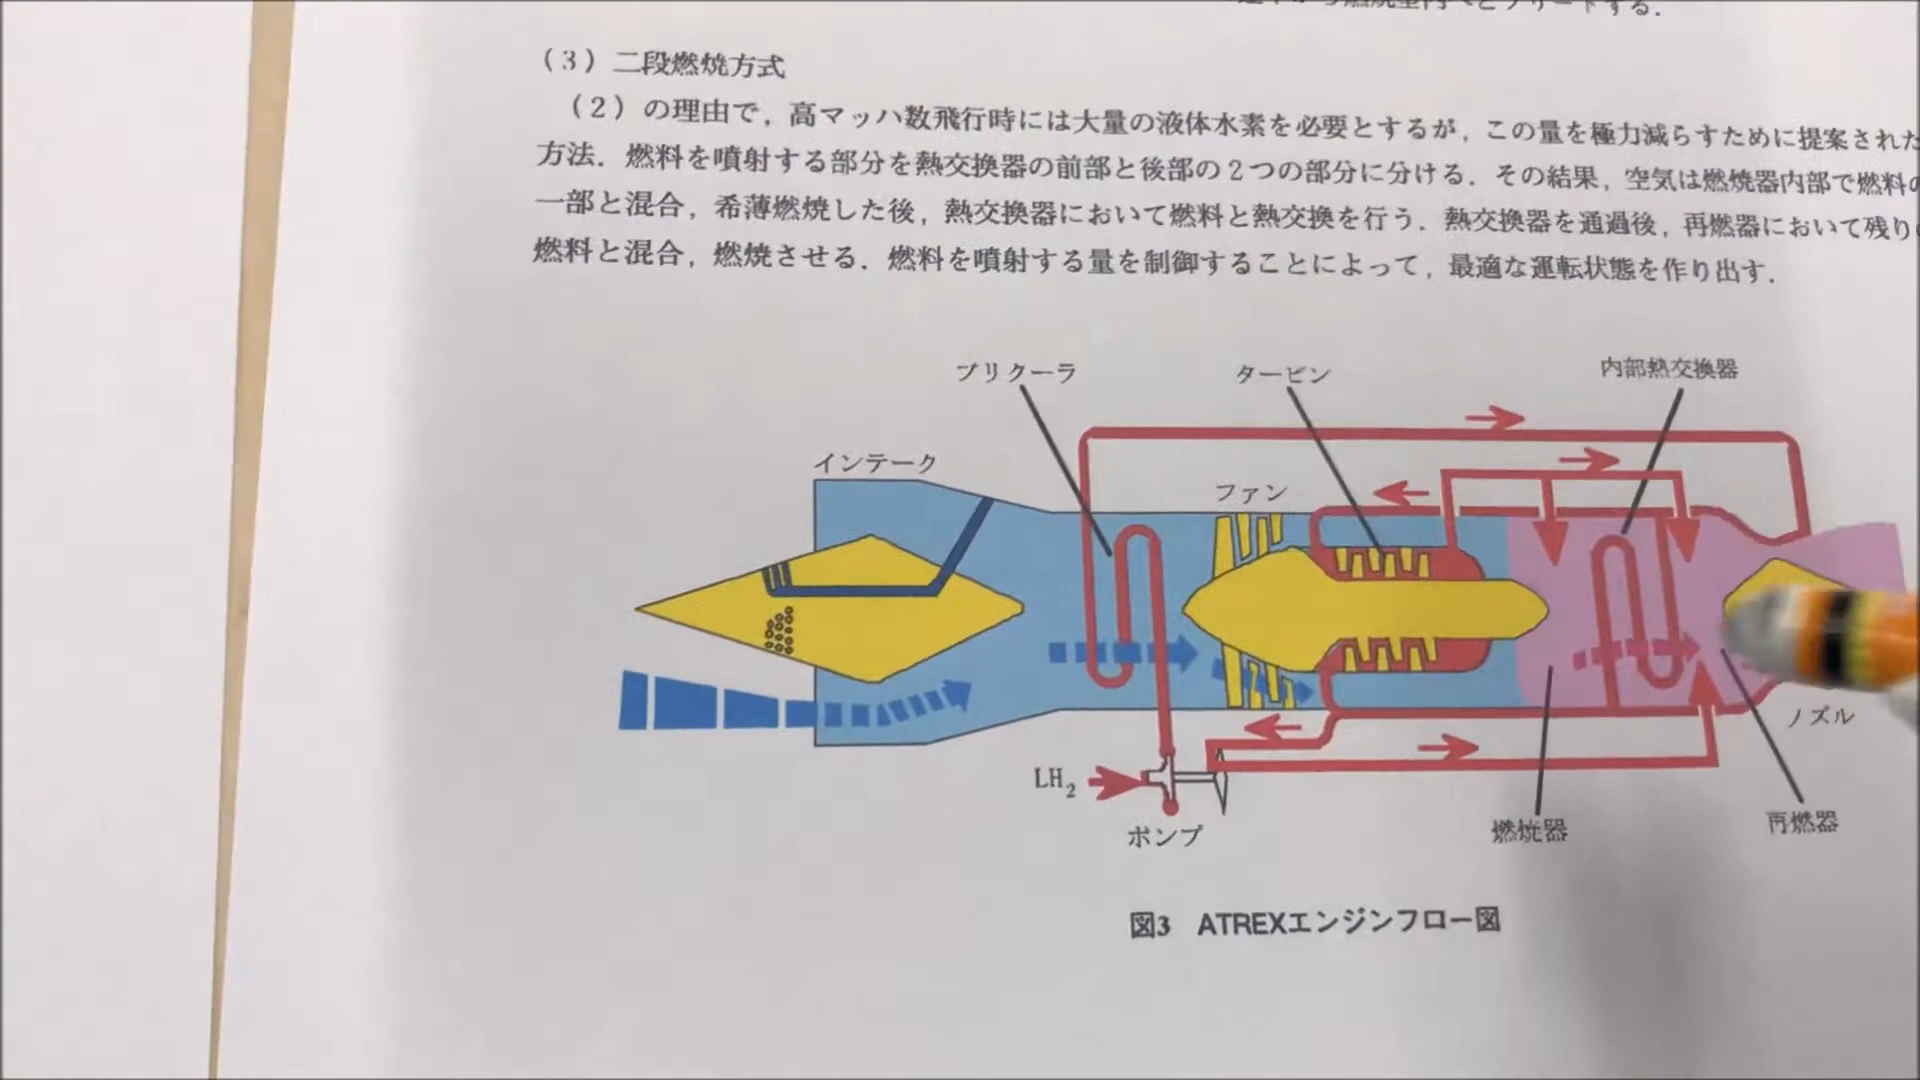 する．
（3）二段燃焼方式
（2）の理由で，高マッハ数飛行時には大量の液体水素を必要とするが，この量を極力減らすために提案された
方法．燃料を噴射する部分を熱交換器の前部と後部の2つの部分に分ける．その結果，空気は燃焼器内部で燃料の
一部と混合，希薄燃焼した後，熱交換器において燃料と熱交換を行う．熱交換器を通過後，再燃器において残り
燃料と混合，燃焼させる．燃料を噴射する量を制御することによって，最適な運転状態を作り出す．
プリクーラ
タービン
内部熱交換器
インテーク
ファン
ノズル
LH2
ポンプ
燃焼器
再燃器
図3 ATREXエンジンフロー図